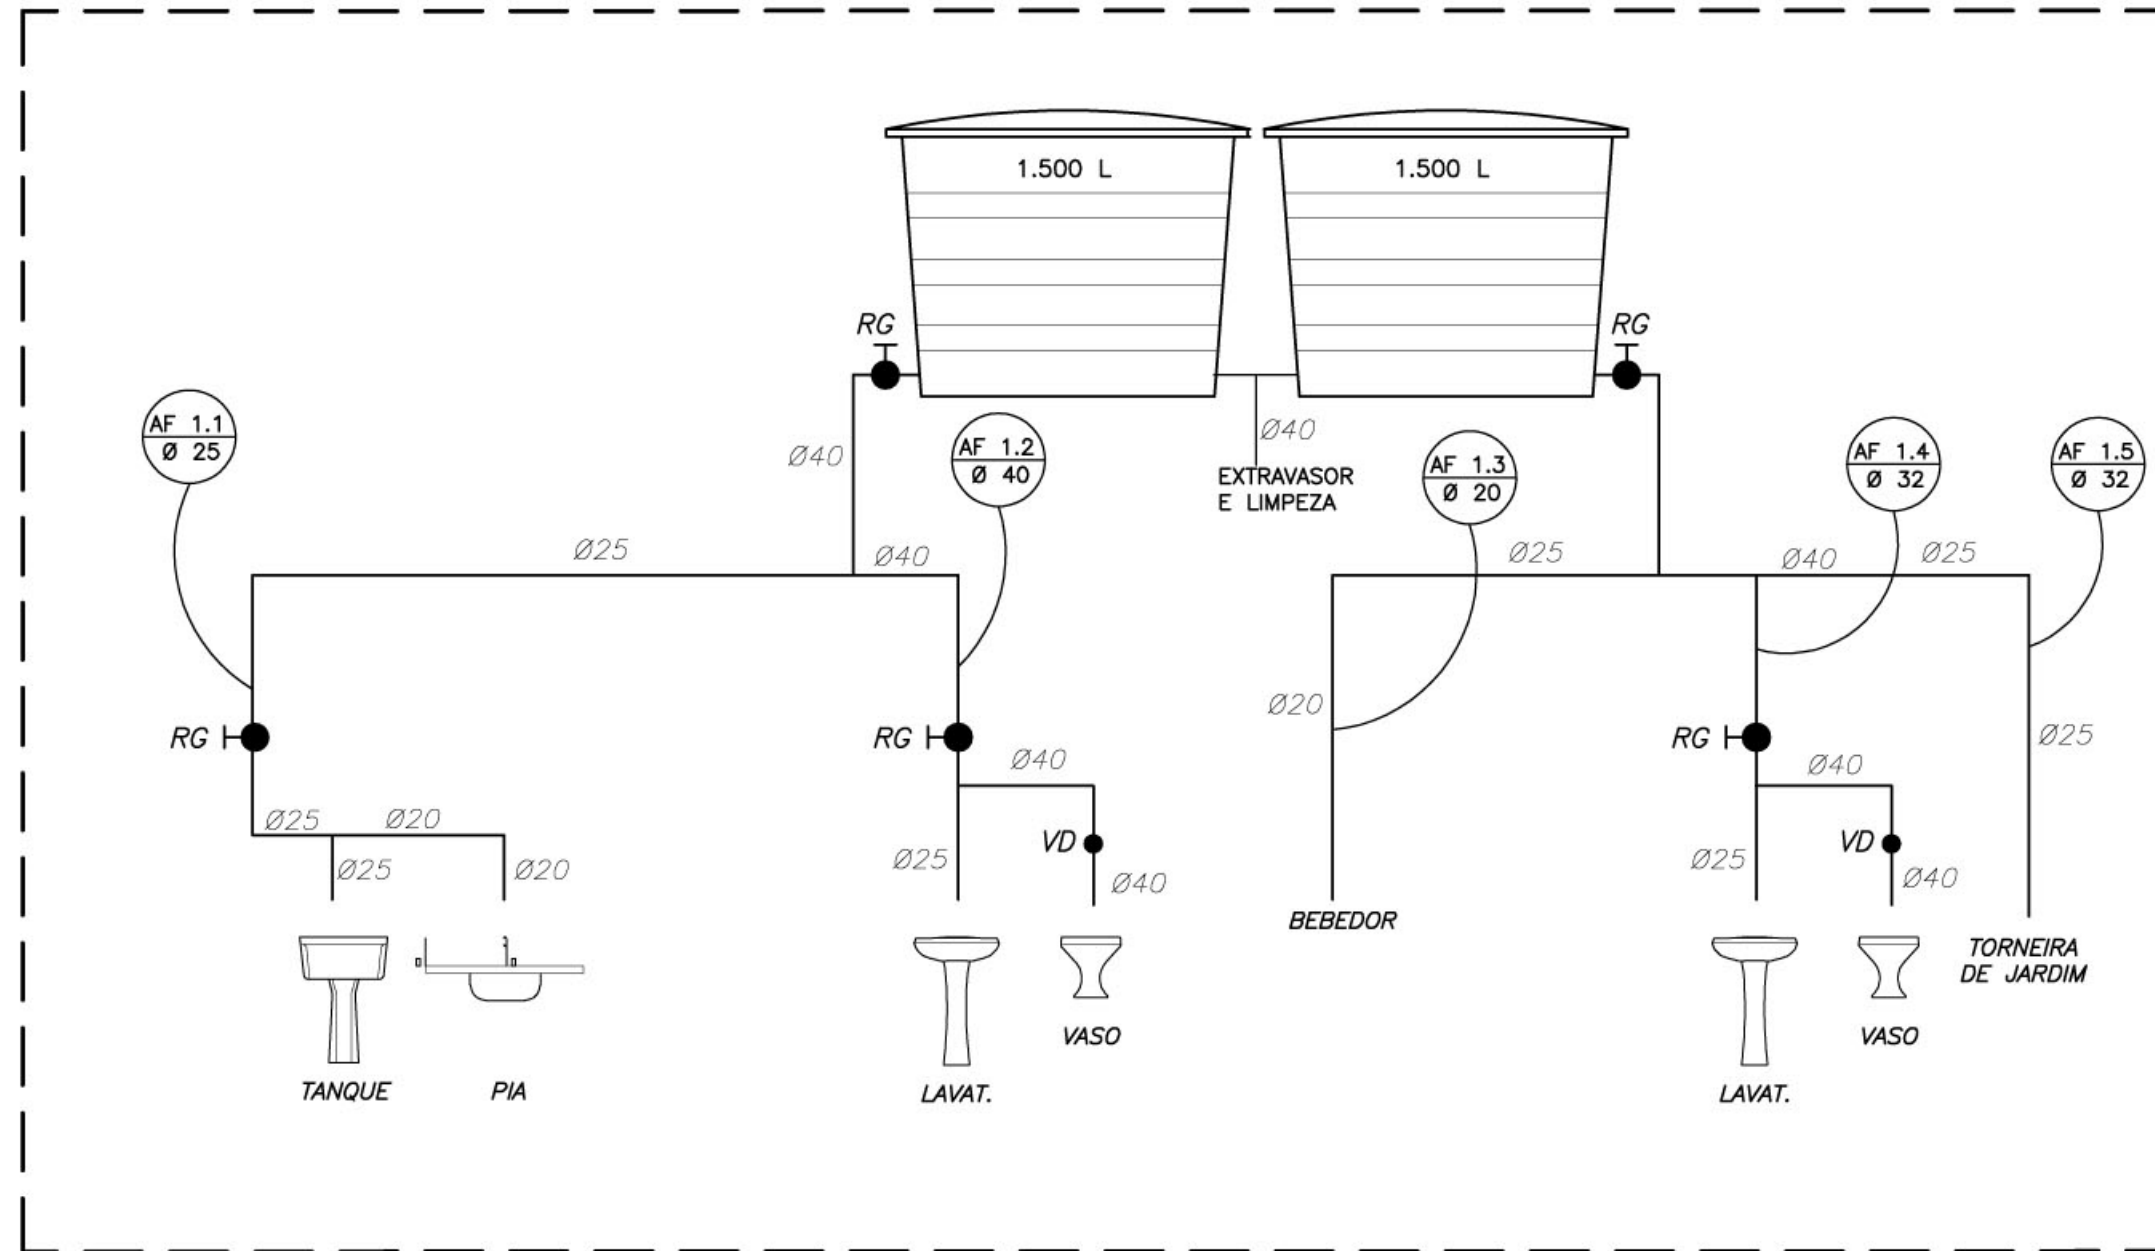 1.500 L
1.500 L
RG
RG
AF 1.1
Ø 25
AF 1.2
Ø 40
Ø40
Ø40
EXTRAVASOR
E LIMPEZA
AF 1.3
Ø 20
AF 1.4
Ø 32
AF 1.5
Ø 32
Ø25
Ø40
Ø25
Ø40
Ø25
Ø20
RG
RG
RG
Ø25
Ø40
Ø40
Ø25
Ø20
VD
VD
Ø25
Ø20
Ø25
Ø40
Ø25
Ø40
BEBEDOR
TORNEIRA
DE JARDIM
VASO
VASO
TANQUE
PIA
LAVAT.
LAVAT.